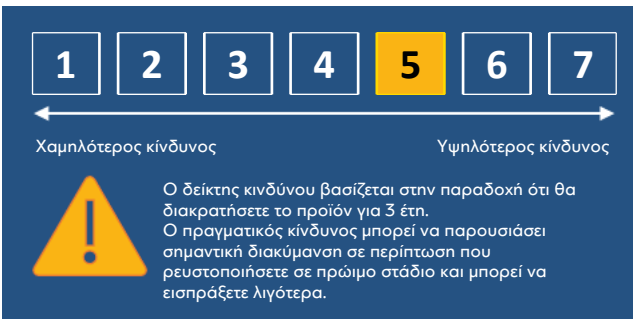 1 2 3 4 5 6 7
Χαμηλότερος κίνδυνος Υψηλότερος κίνδυνος
Ο δείκτης κινδύνου βασίζεται στην παραδοχή ότι θα
διακρατήσετε το προϊόν για 3 έτη.
Ο πραγματικός κίνδυνος μπορεί να παρουσιάσει
σημαντική διακύμανση σε περίπτωση που
ρευστοποιήσετε σε πρώιμο στάδιο και μπορεί να
εισπράξετε λιγότερα.